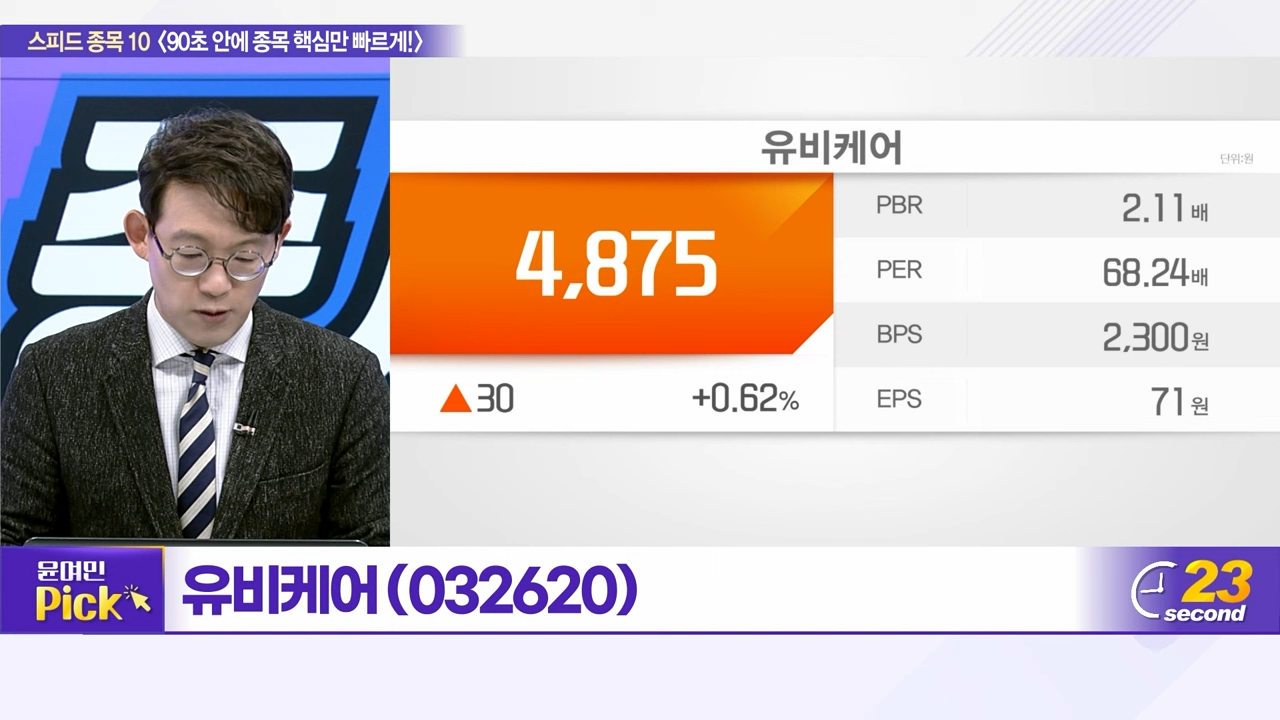 스피드 종목 10 〈90초 안에 종목 핵심만 빠르게!〉
유비케어
단위:원
4,875
▲30 +0.62%
PBR 2.11배
PER 68.24배
BPS 2,300원
EPS 71원
윤여민
Pick
유비케어(032620)
23
second